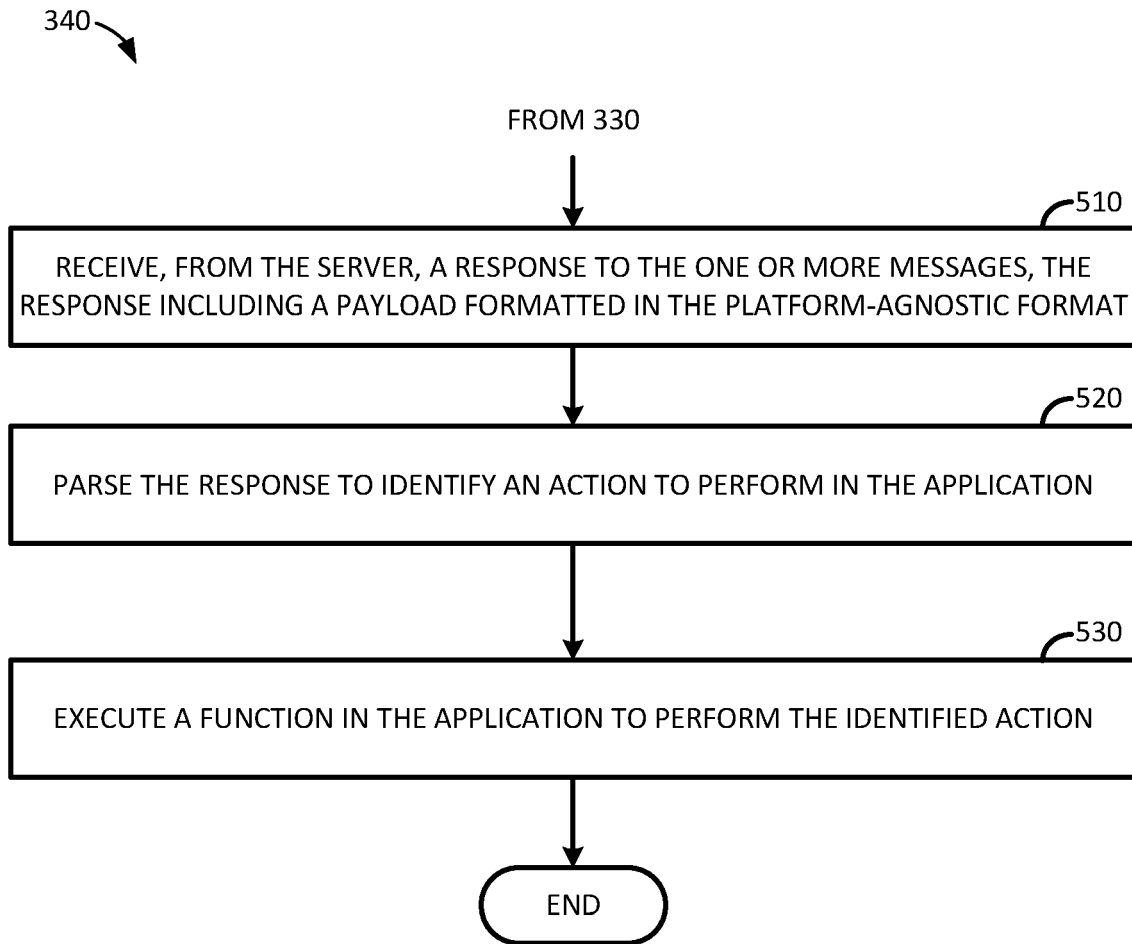 340
FROM 330
510
RECEIVE, FROM THE SERVER, A RESPONSE TO THE ONE OR MORE MESSAGES, THE
RESPONSE INCLUDING A PAYLOAD FORMATTED IN THE PLATFORM-AGNOSTIC FORMAT
520
PARSE THE RESPONSE TO IDENTIFY AN ACTION TO PERFORM IN THE APPLICATION
530
EXECUTE A FUNCTION IN THE APPLICATION TO PERFORM THE IDENTIFIED ACTION
END